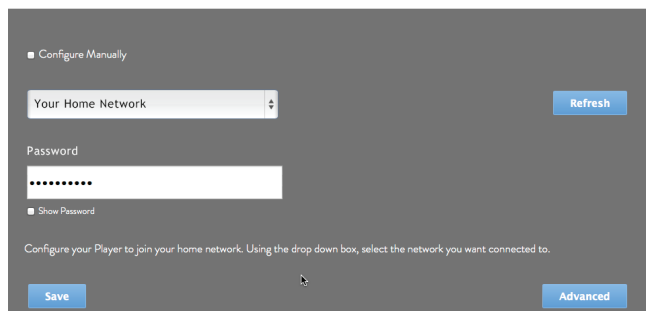 Configure Manually
Your Home Network
Refresh
Password
••••••••••
Show Password
Configure your Player to join your home network. Using the drop down box, select the network you want connected to.
Save
Advanced